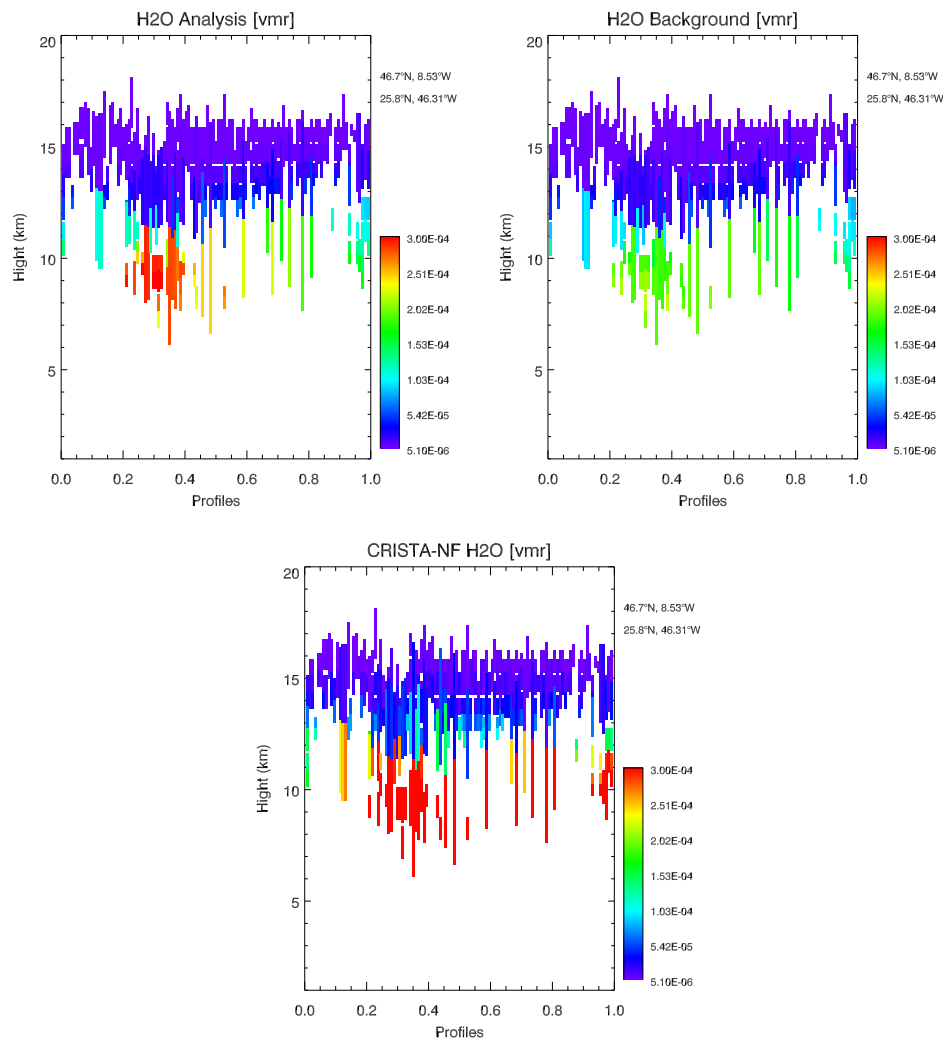 H2O Analysis [vmr]
20
15
10
5
Hight (km)
0.0 0.2 0.4 0.6 0.8 1.0
Profiles
46.7°N, 8.53°W
25.8°N, 46.31°W
3.00E-04
2.51E-04
2.02E-04
1.53E-04
1.03E-04
5.42E-05
5.10E-06
H2O Background [vmr]
20
15
10
5
Hight (km)
0.0 0.2 0.4 0.6 0.8 1.0
Profiles
46.7°N, 8.53°W
25.8°N, 46.31°W
3.00E-04
2.51E-04
2.02E-04
1.53E-04
1.03E-04
5.42E-05
5.10E-06
CRISTA-NF H2O [vmr]
20
15
10
5
Hight (km)
0.0 0.2 0.4 0.6 0.8 1.0
Profiles
46.7°N, 8.53°W
25.8°N, 46.31°W
3.00E-04
2.51E-04
2.02E-04
1.53E-04
1.03E-04
5.42E-05
5.10E-06